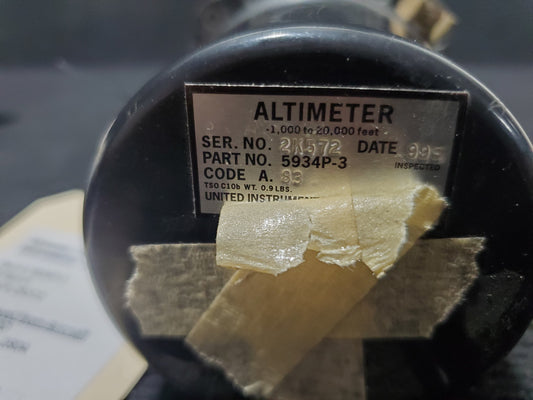 ALTIMETER
-1,000 to 20,000 feet
SER. NO. 2K572 DATE 995
PART NO. 5934P-3 INSPECTED
CODE A. 83
TSO C10b WT. 0.9 LBS.
UNITED INSTRUMEN